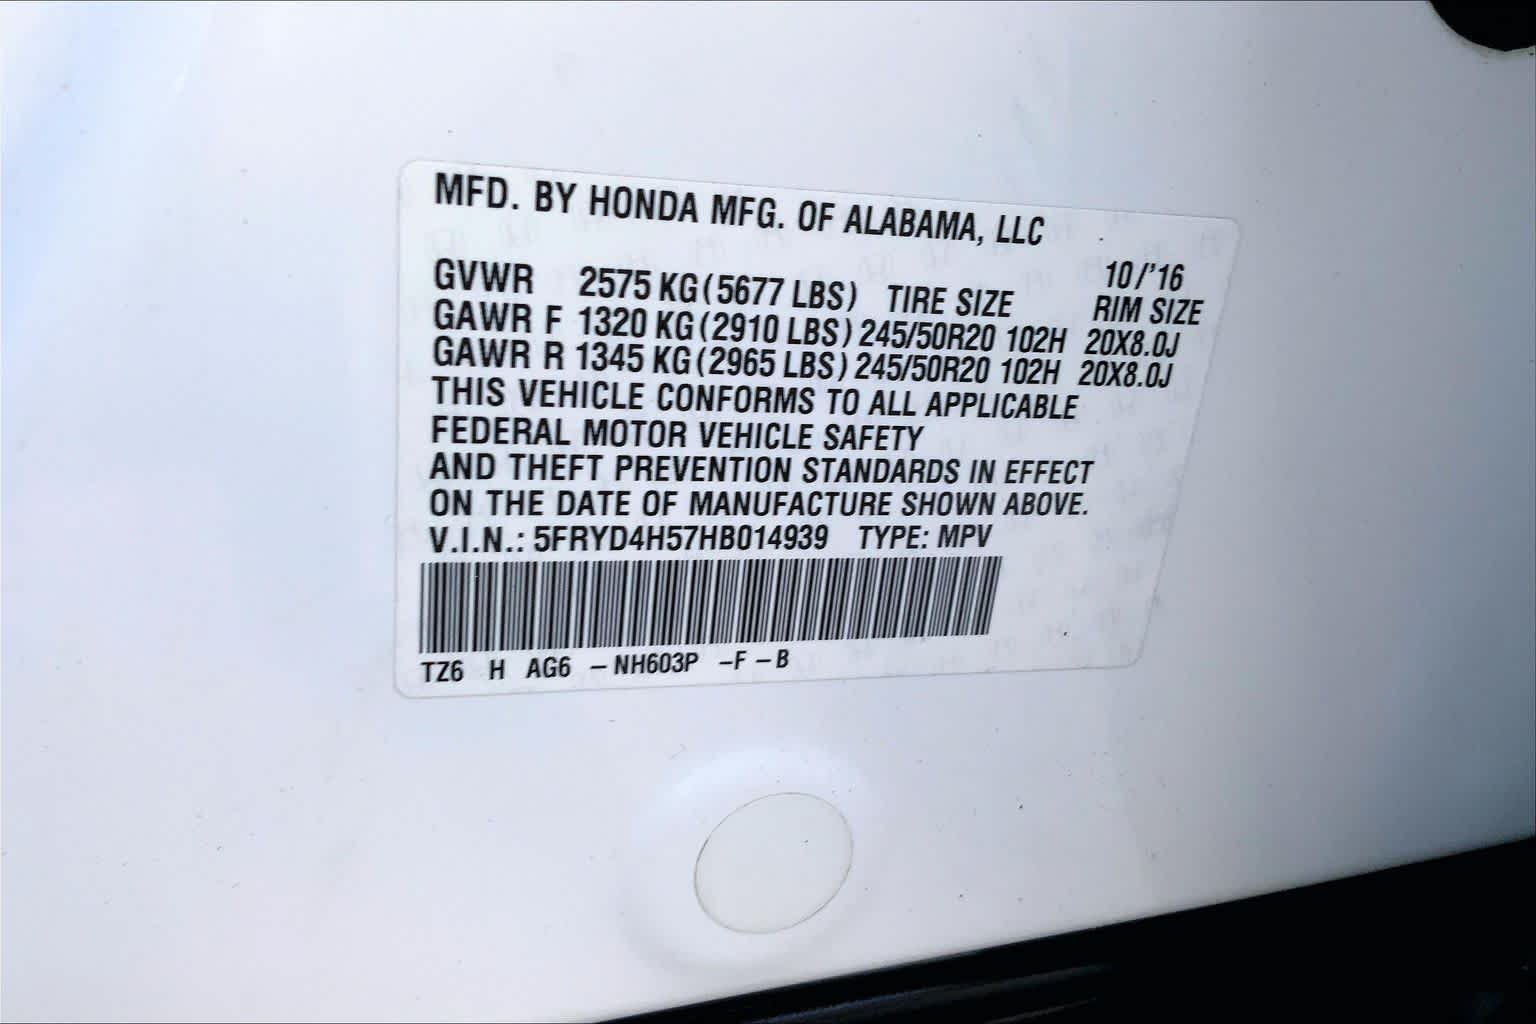 MFD. BY HONDA MFG. OF ALABAMA, LLC
10/'16
GVWR 2575 KG(5677 LBS) TIRE SIZE RIM SIZE
GAWR F 1320 KG(2910 LBS) 245/50R20 102H 20X8.0J
GAWR R 1345 KG(2965 LBS) 245/50R20 102H 20X8.0J
THIS VEHICLE CONFORMS TO ALL APPLICABLE
FEDERAL MOTOR VEHICLE SAFETY
AND THEFT PREVENTION STANDARDS IN EFFECT
ON THE DATE OF MANUFACTURE SHOWN ABOVE.
V.I.N.: 5FRYD4H57HB014939 TYPE: MPV
TZ6 H AG6 -NH603P -F -B